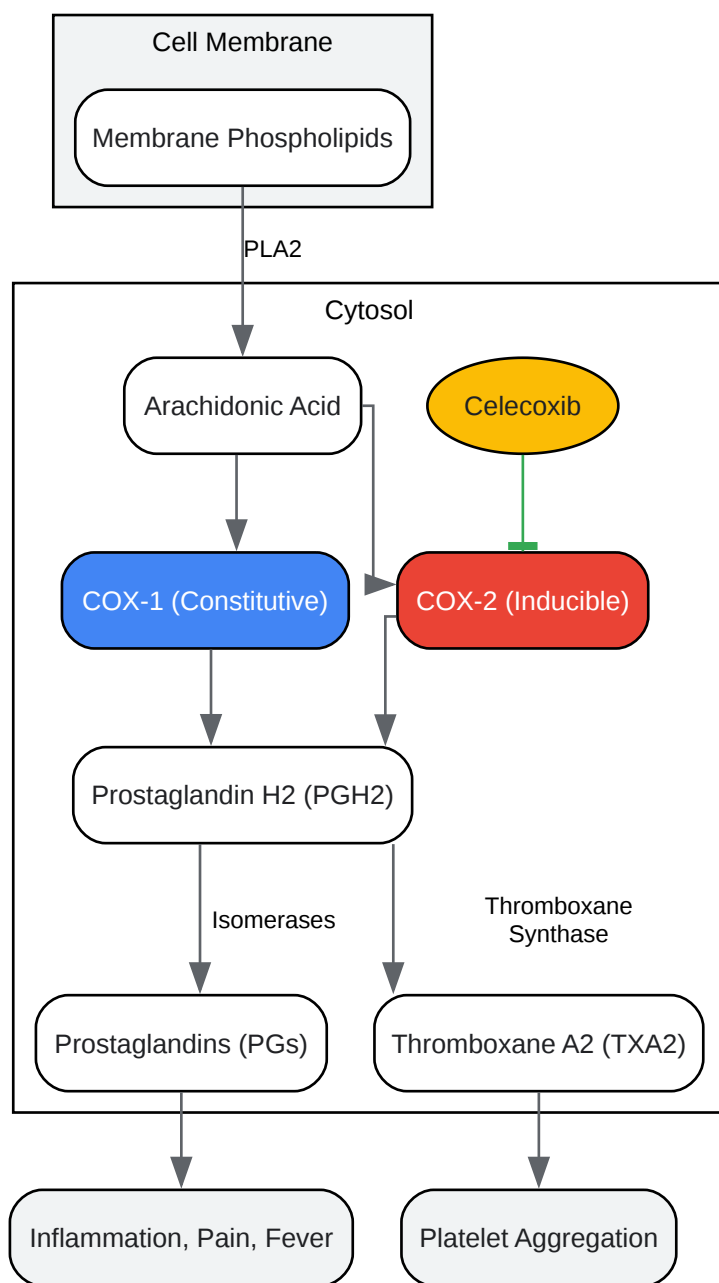 Cell Membrane
Membrane Phospholipids
PLA2
Cytosol
Arachidonic Acid
Celecoxib
COX-1 (Constitutive)
COX-2 (Inducible)
Prostaglandin H2 (PGH2)
Isomerases
Thromboxane
Synthase
Prostaglandins (PGs)
Thromboxane A2 (TXA2)
Inflammation, Pain, Fever
Platelet Aggregation